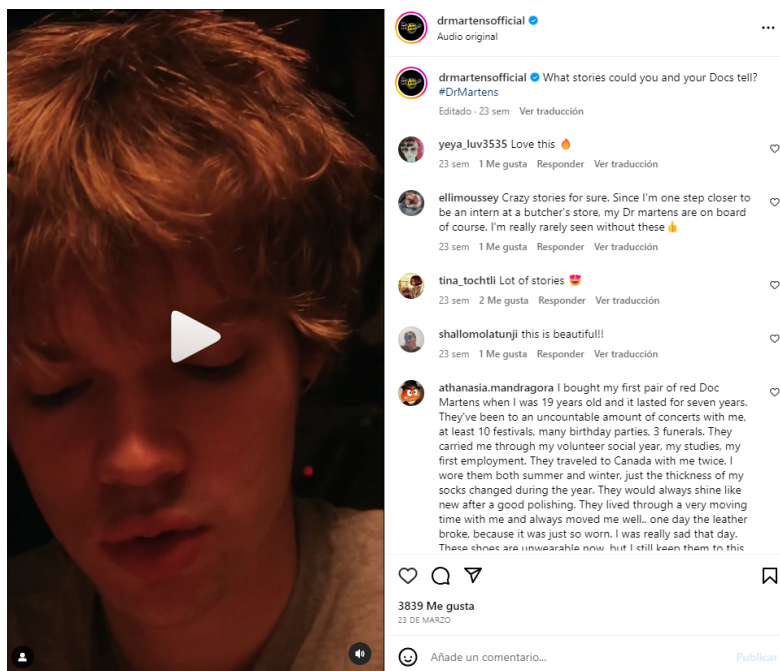 drmartensofficial
Audio original
drmartensofficial What stories could you and your Docs tell?
#DrMartens
Editado · 23 sem Ver traducción
yeya_luv3535 Love this 🔥
23 sem 1 Me gusta Responder Ver traducción
ellimoussey Crazy stories for sure. Since I'm one step closer to
be an intern at a butcher's store, my Dr martens are on board
of course. I'm really rarely seen without these 👍
23 sem 1 Me gusta Responder Ver traducción
tina_tochtli Lot of stories 😍
23 sem 2 Me gusta Responder Ver traducción
shallomolatunji this is beautiful!!
23 sem 1 Me gusta Responder Ver traducción
athanasia.mandragora I bought my first pair of red Doc
Martens when I was 19 years old and it lasted for seven years.
They've been to an uncountable amount of concerts with me,
at least 10 festivals, many birthday parties, 3 funerals. They
carried me through my volunteer social year, my studies, my
first employment. They traveled to Canada with me twice. I
wore them both summer and winter, just the thickness of my
socks changed during the year. They would always shine like
new after a good polishing. They lived through a very moving
time with me and always moved me well.. one day the leather
broke, because it was just so worn. I was really sad that day.
These shoes are unwearable now, but I still keep them to this
3839 Me gusta
23 DE MARZO
Añade un comentario...
Publicar